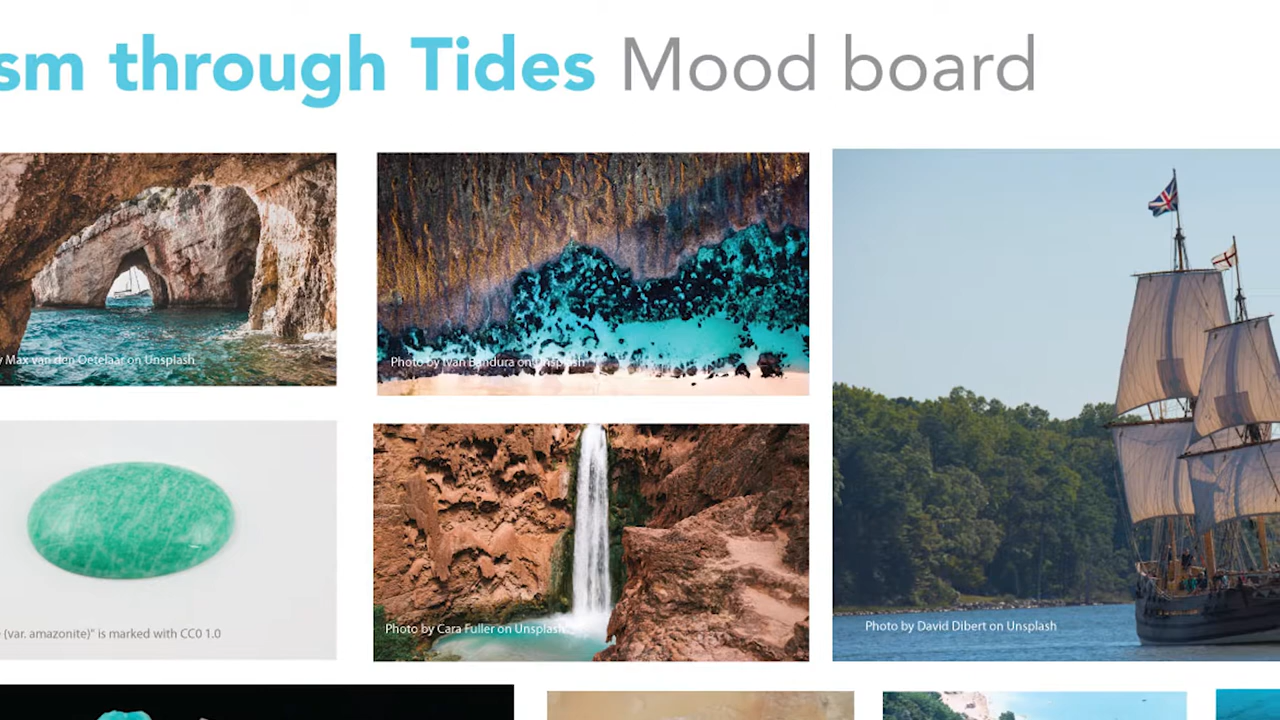 sm through Tides Mood board
y Max van den Oetelaar on Unsplash
Photo by Ivan Bandura on Unsplash
Photo by David Dibert on Unsplash
Photo by Cara Fuller on Unsplash
(var. amazonite)" is marked with CC0 1.0